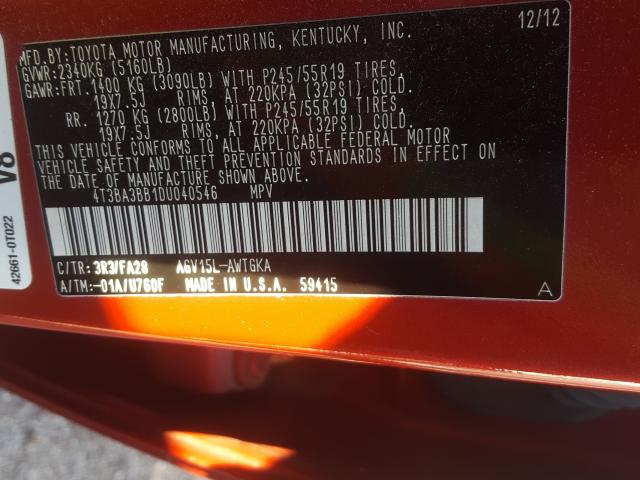 12/12
MFD.BY:TOYOTA MOTOR MANUFACTURING, KENTUCKY, INC.
GVWR:2340KG (5160LB)
GAWR:FRT.1400 KG (3090LB) WITH P245/55R19 TIRES,
19X7.5J RIMS, AT 220KPA (32PSI) COLD.
RR. 1270 KG (2800LB) WITH P245/55R19 TIRES,
19X7.5J RIMS, AT 220KPA (32PSI) COLD.
THIS VEHICLE CONFORMS TO ALL APPLICABLE FEDERAL MOTOR
VEHICLE SAFETY AND THEFT PREVENTION STANDARDS IN EFFECT ON
THE DATE OF MANUFACTURE SHOWN ABOVE.
4T3BA3BB1DU040546 MPV
C/TR:3R3/FA28 AGV15L-AWTGKA
A/TM:-01A/U760F MADE IN U.S.A. 59415
A
V8
42661-0T022